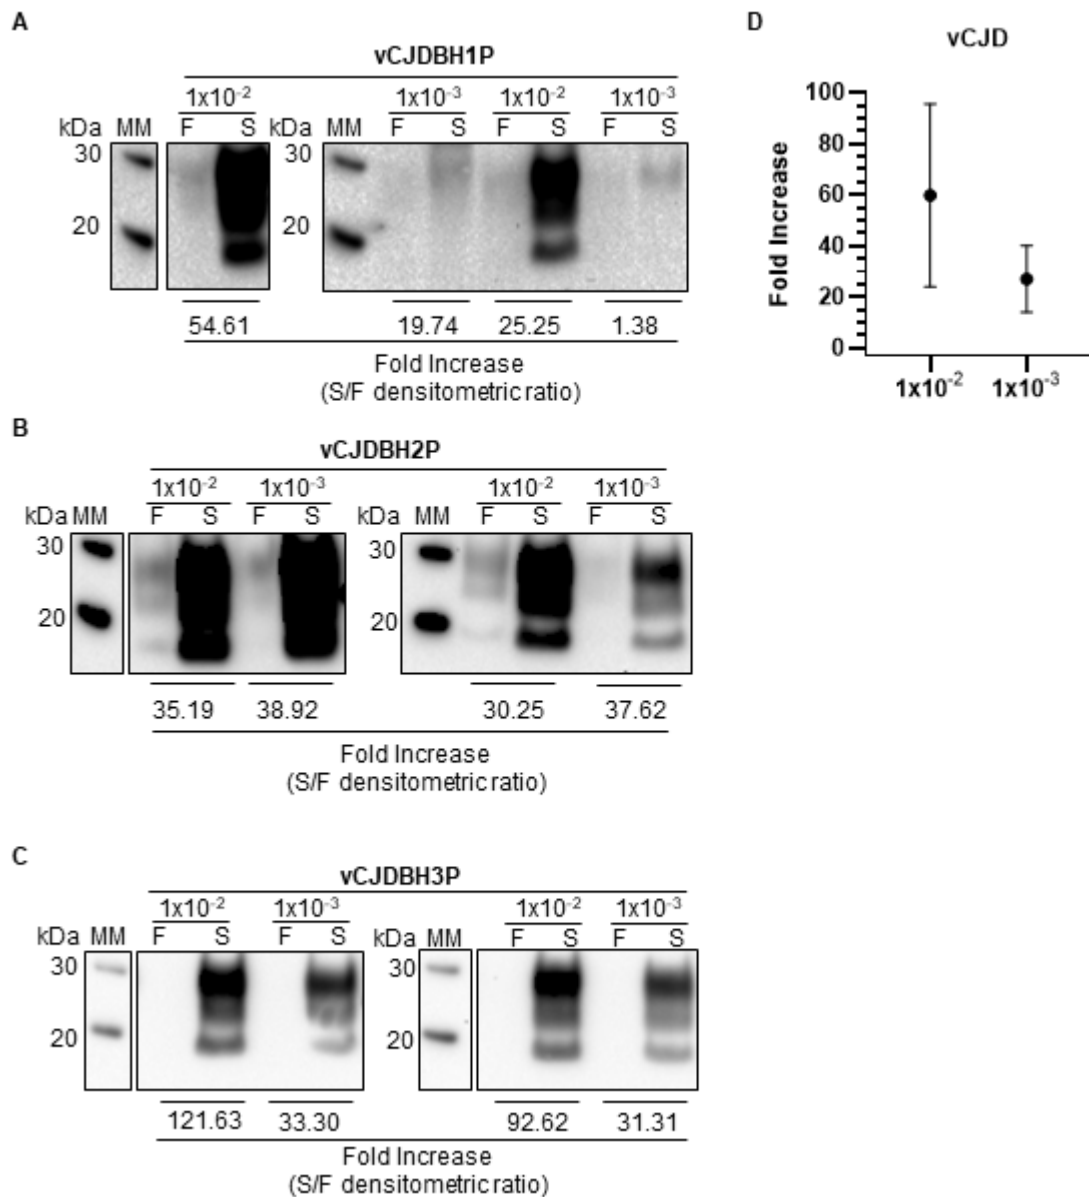 A
vCJDBH1P
1x10⁻² 1x10⁻³ 1x10⁻² 1x10⁻³
kDa MM F S kDa MM F S F S F S
30 30
20 20
54.61 19.74 25.25 1.38
Fold Increase
(S/F densitometric ratio)
B
vCJDBH2P
1x10⁻² 1x10⁻³ 1x10⁻² 1x10⁻³
kDa MM F S F S kDa MM F S F S
30 30
20 20
35.19 38.92 30.25 37.62
Fold Increase
(S/F densitometric ratio)
C
vCJDBH3P
1x10⁻² 1x10⁻³ 1x10⁻² 1x10⁻³
kDa MM F S F S kDa MM F S F S
30 30
20 20
121.63 33.30 92.62 31.31
Fold Increase
(S/F densitometric ratio)
D
vCJD
Fold Increase
100
80
60
40
20
0
1x10⁻² 1x10⁻³